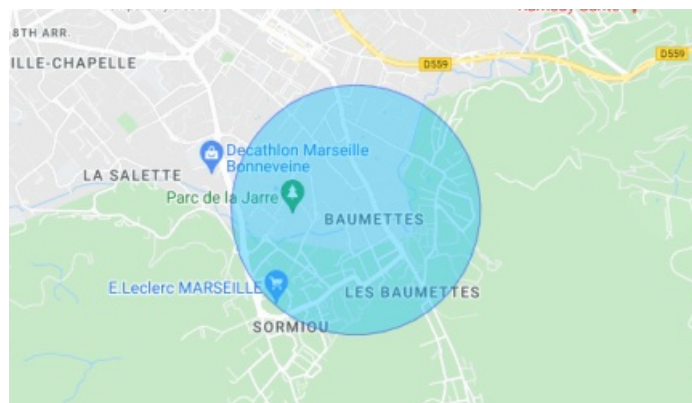 8TH ARR.
ILLE-CHAPELLE
D559
D559
Decathlon Marseille
Bonneveine
LA SALETTE
Parc de la Jarre
BAUMETTES
E.Leclerc MARSEILLE
LES BAUMETTES
SORMIOU